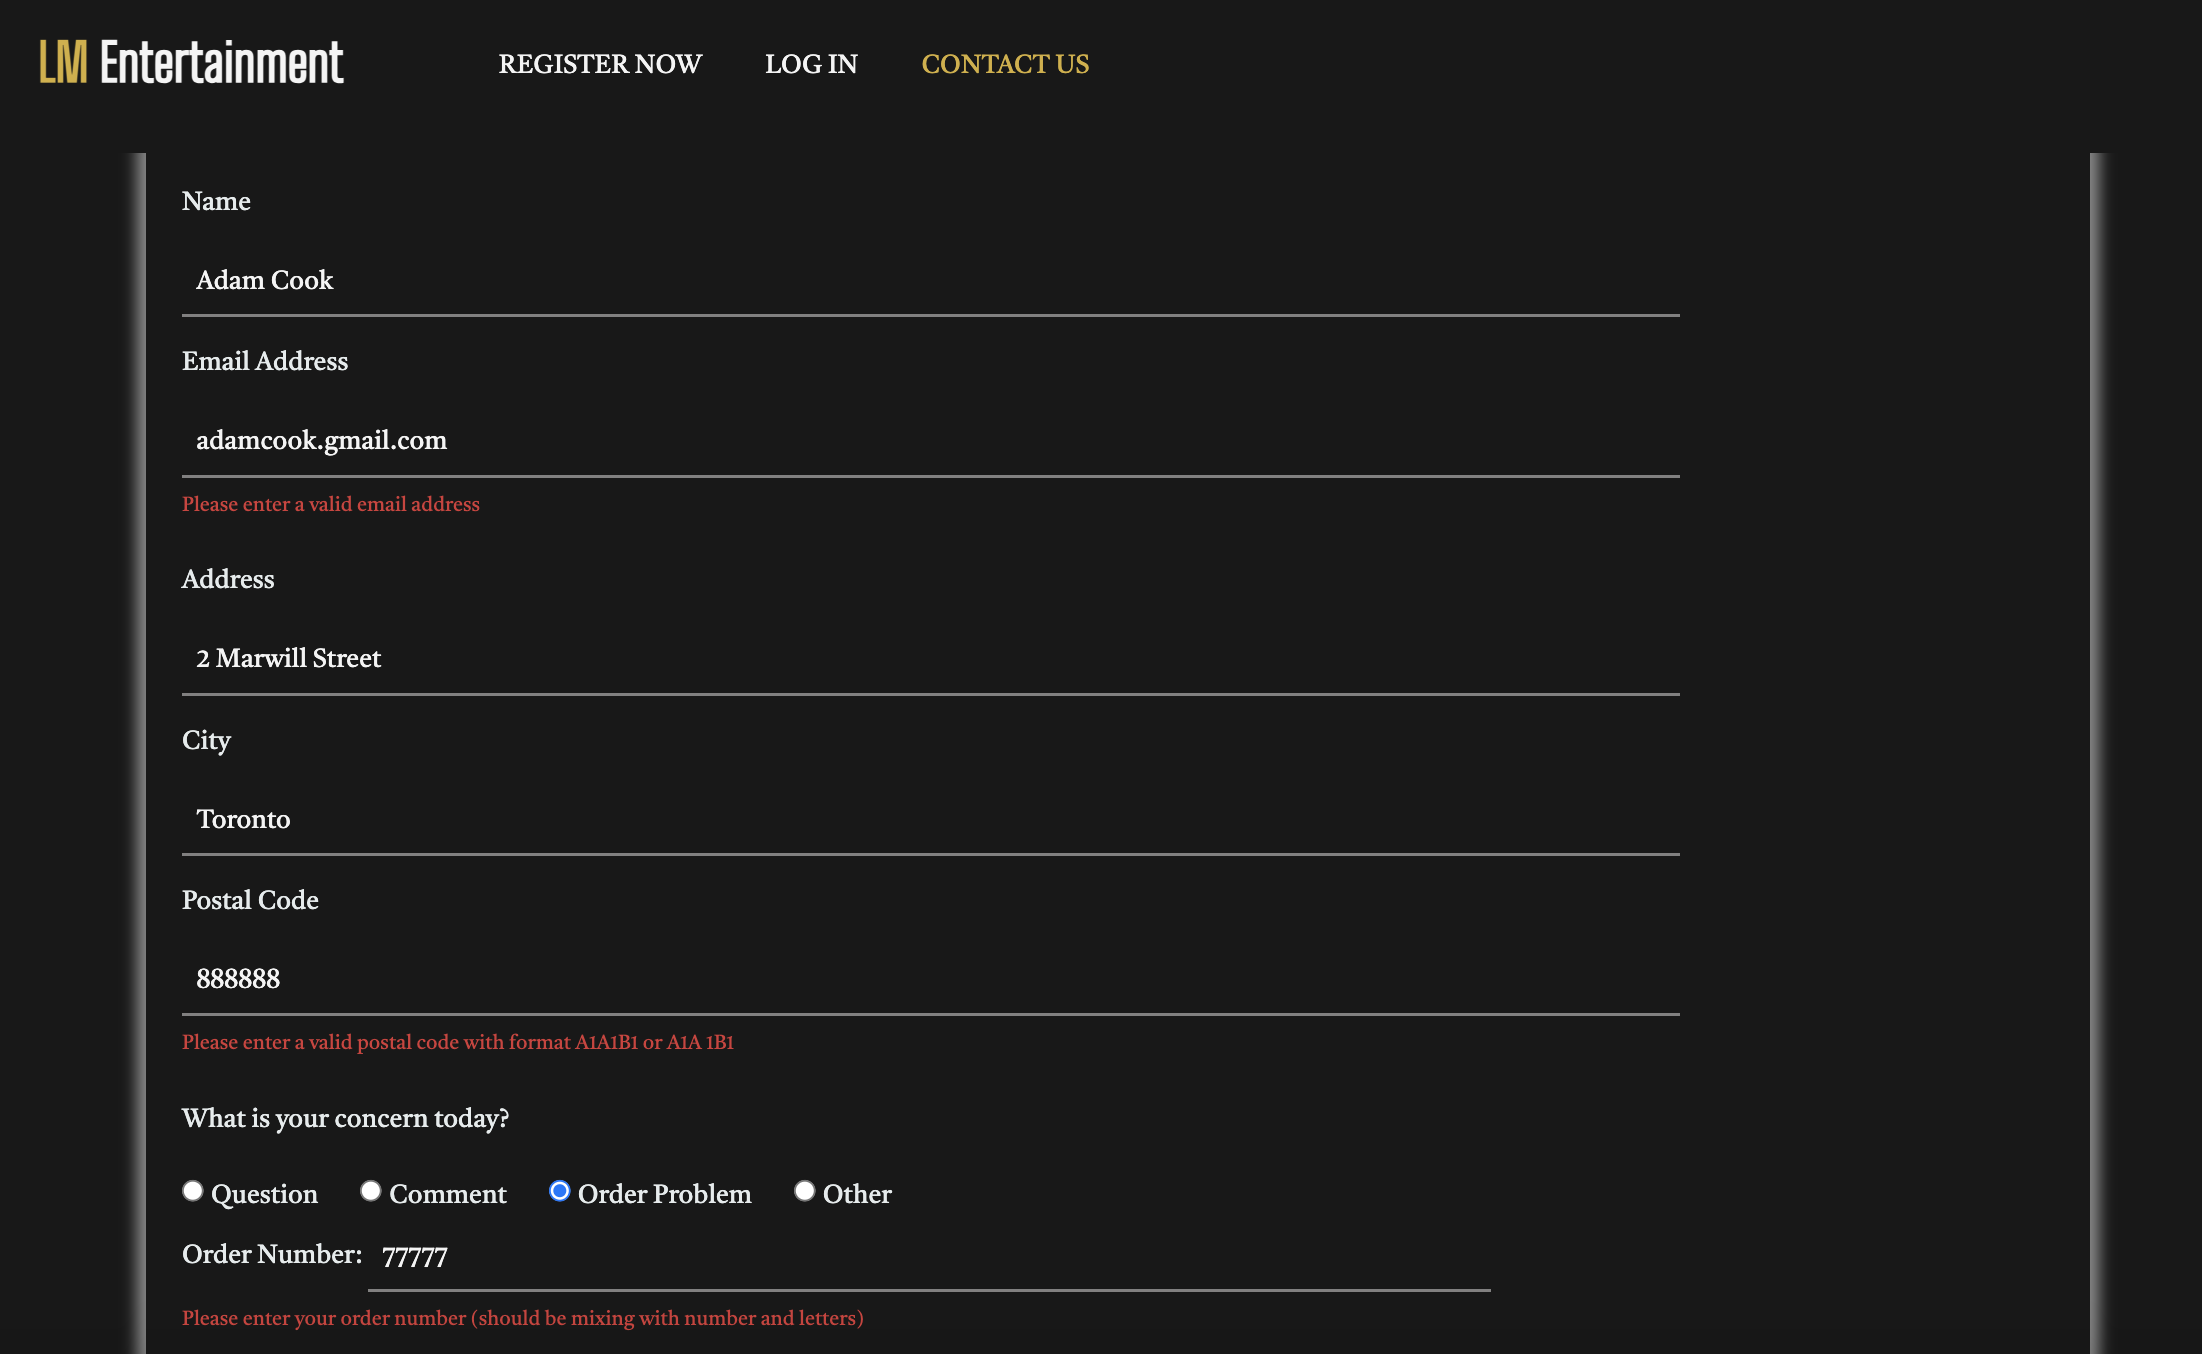 LM Entertainment REGISTER NOW LOG IN CONTACT US
Name
Adam Cook
Email Address
adamcook.gmail.com
Please enter a valid email address
Address
2 Marwill Street
City
Toronto
Postal Code
888888
Please enter a valid postal code with format A1A1B1 or A1A 1B1
What is your concern today?
Question Comment Order Problem Other
Order Number: 77777
Please enter your order number (should be mixing with number and letters)